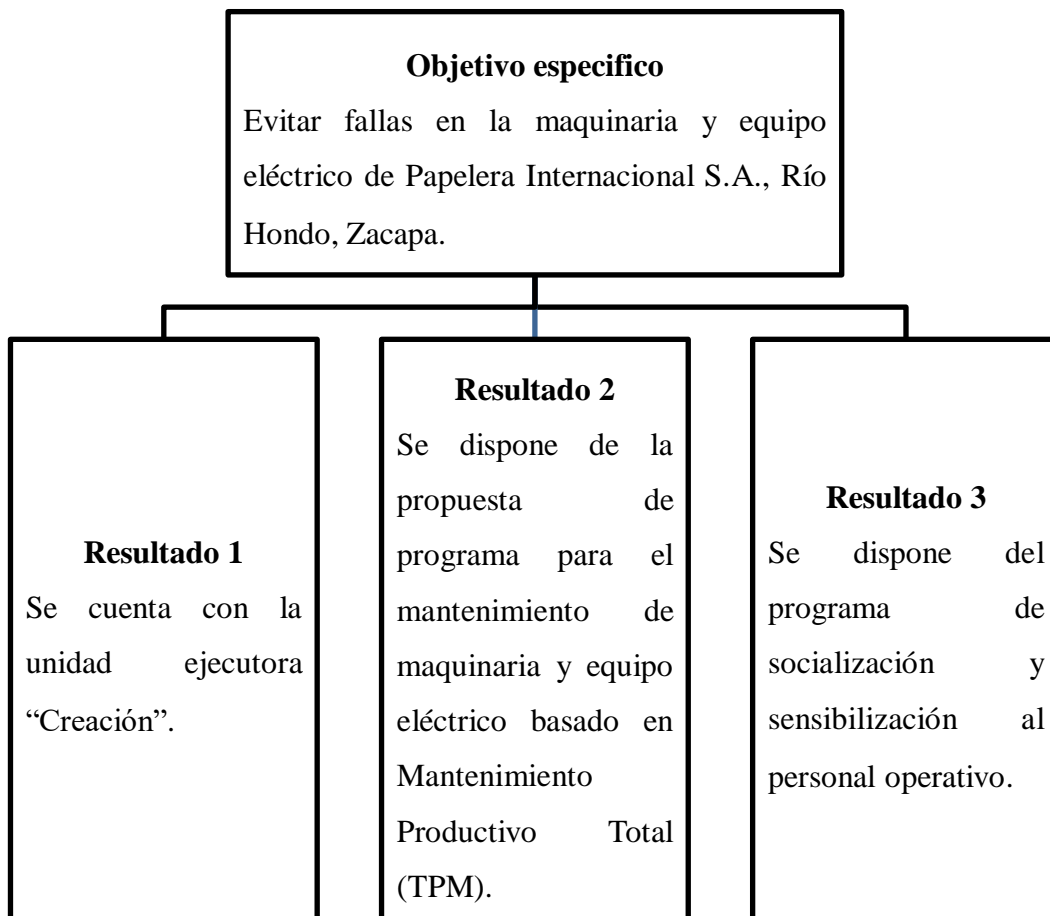 Objetivo especifico
Evitar fallas en la maquinaria y equipo
eléctrico de Papelera Internacional S.A., Río
Hondo, Zacapa.
Resultado 1
Se cuenta con la
unidad ejecutora
“Creación”.
Resultado 2
Se dispone de la
propuesta de
programa para el
mantenimiento de
maquinaria y equipo
eléctrico basado en
Mantenimiento
Productivo Total
(TPM).
Resultado 3
Se dispone del
programa de
socialización y
sensibilización al
personal operativo.